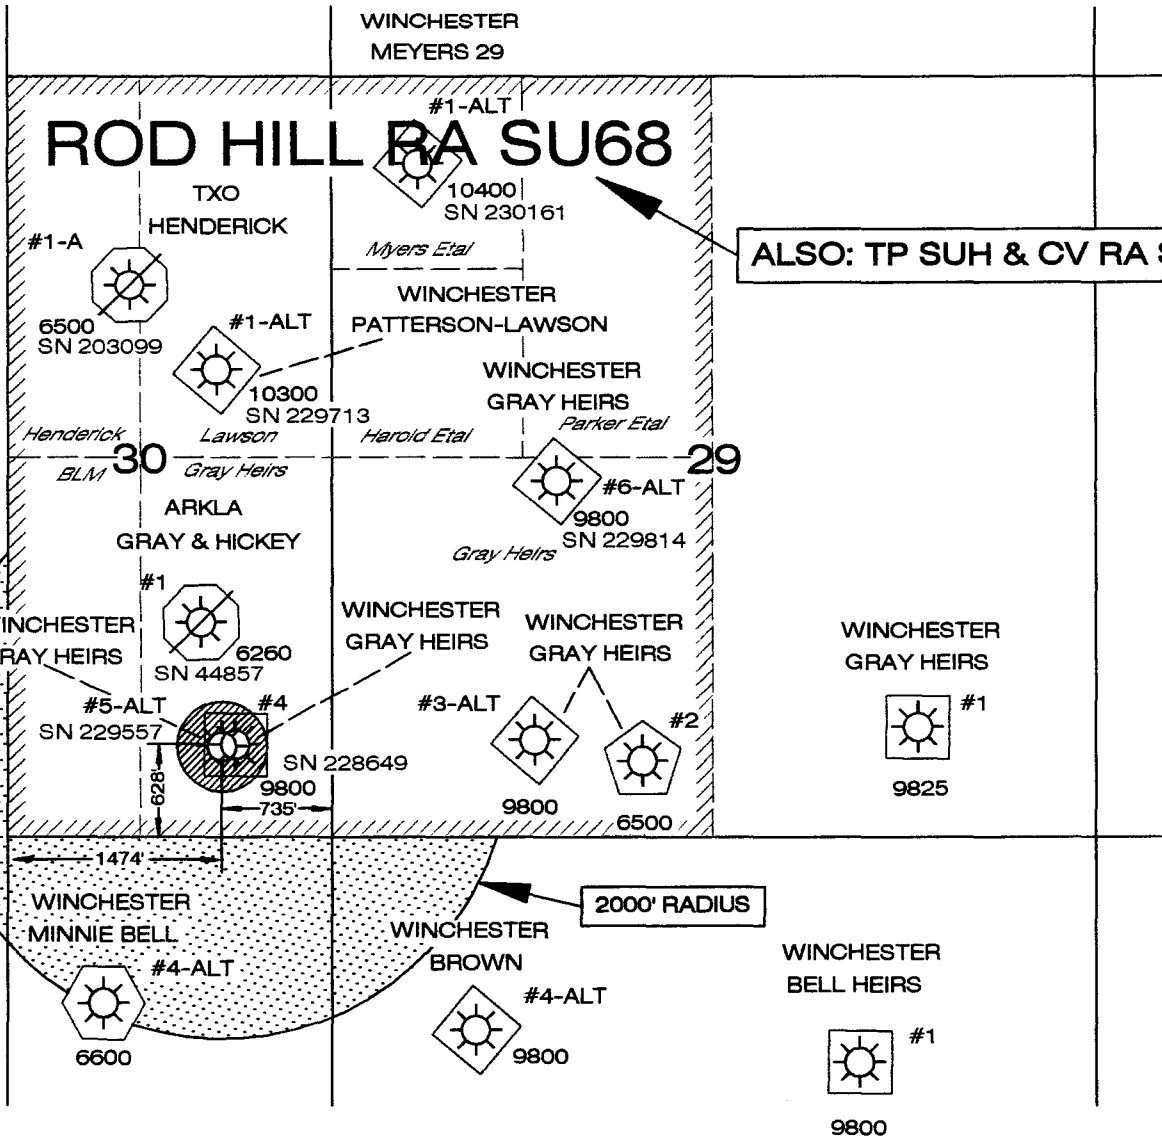 WINCHESTER
MEYERS 29
#1-ALT
ROD HILL RA SU68
TXO
HENDERICK
10400
SN 230161
#1-A
Myers Etal
ALSO: TP SUH & CV RA
WINCHESTER
PATTERSON-LAWSON
6500
SN 203099
#1-ALT
10300
SN 229713
WINCHESTER
GRAY HEIRS
Henderick
Lawson
Harold Etal
Parker Etal
30
29
BLM
Gray Heirs
#6-ALT
9800
SN 229814
ARKLA
GRAY & HICKEY
Gray Heirs
#1
6260
SN 44857
INCHESTER
RAY HEIRS
WINCHESTER
GRAY HEIRS
WINCHESTER
GRAY HEIRS
WINCHESTER
GRAY HEIRS
#5-ALT
SN 229557
#4
SN 228649
9800
#3-ALT
9800
#2
6500
#1
9825
628'
735'
1474'
2000' RADIUS
WINCHESTER
MINNIE BELL
#4-ALT
6600
WINCHESTER
BROWN
#4-ALT
9800
WINCHESTER
BELL HEIRS
#1
9800